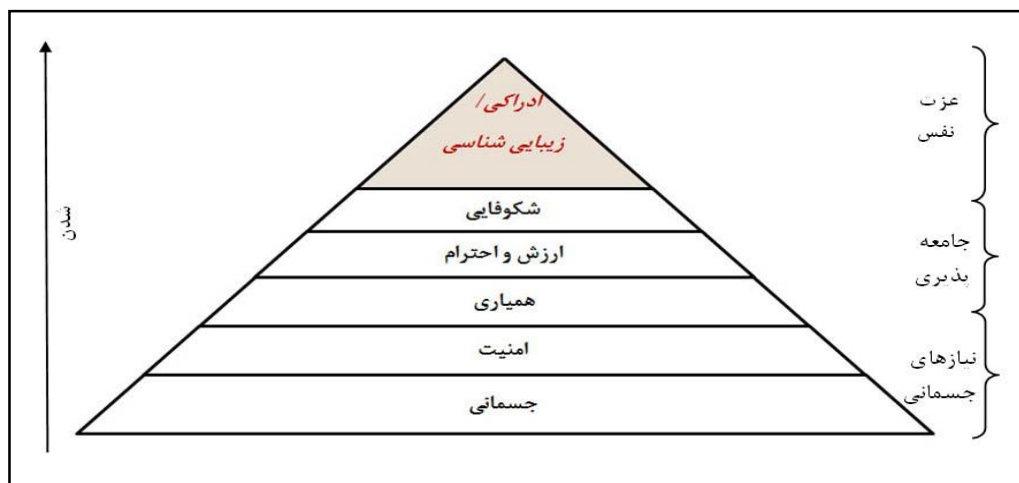 ادراکی/
زیبایی شناسی
شکوفایی
ارزش و احترام
همیاری
امنیت
جسمانی
عزت
نفس
جامعه
پذیری
نیازهای
جسمانی
شدن